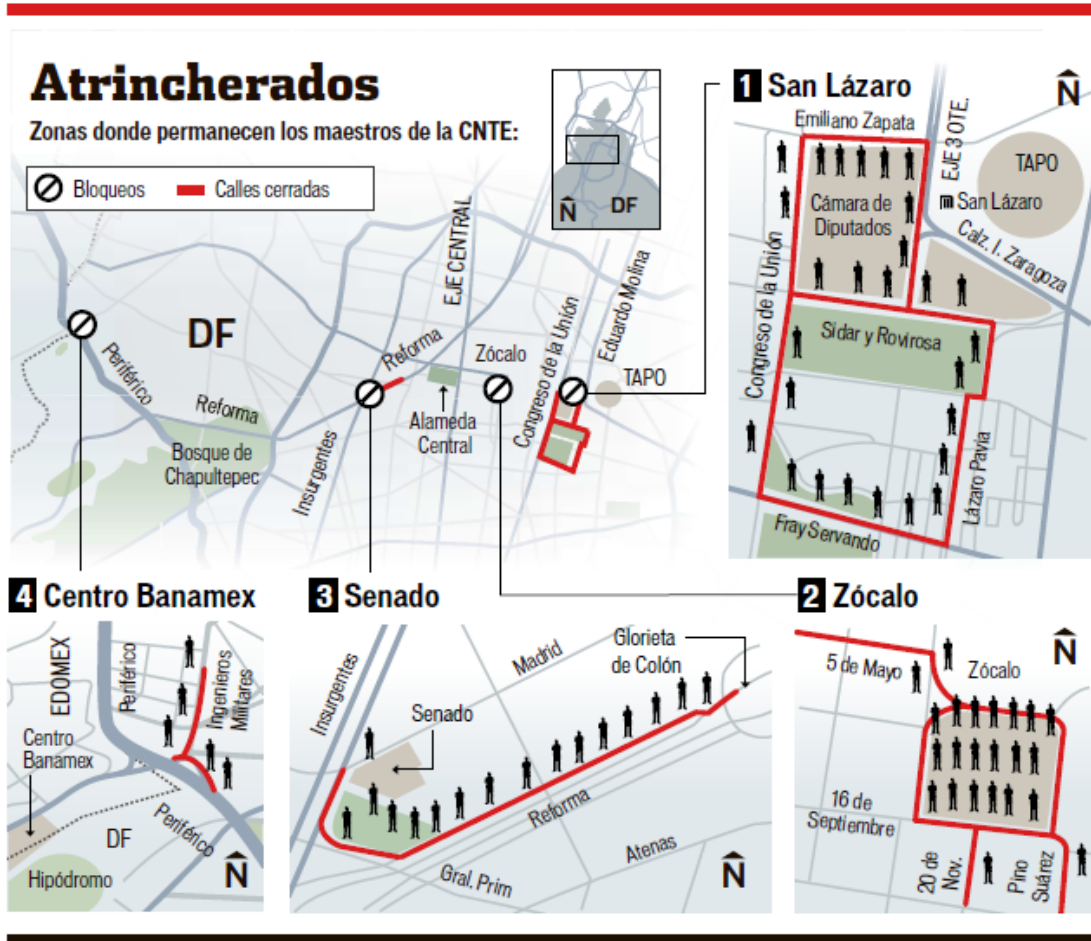 Atrincherados
Zonas donde permanecen los maestros de la CNTE:
Bloqueos
Calles cerradas
N
DF
DF
EJE CENTRAL
Congreso de la Unión
Eduardo Molina
Reforma
Zócalo
TAPO
Periférico
Reforma
Bosque de
Chapultepec
Insurgentes
Alameda
Central
1 San Lázaro
N
Emiliano Zapata
EJE 3 OTE.
TAPO
San Lázaro
Cámara de
Diputados
Calz. I. Zaragoza
Congreso de la Unión
Sidar y Rovirosa
Lázaro Pavia
Fray Servando
4 Centro Banamex
EDOMEX
Periférico
Ingenieros
Militares
Centro
Banamex
Periférico
DF
Hipódromo
N
3 Senado
Insurgentes
Madrid
Glorieta
de Colón
Senado
Reforma
Atenas
Gral. Prim
N
2 Zócalo
5 de Mayo
Zócalo
N
16 de
Septiembre
20 de
Nov.
Pino
Suárez